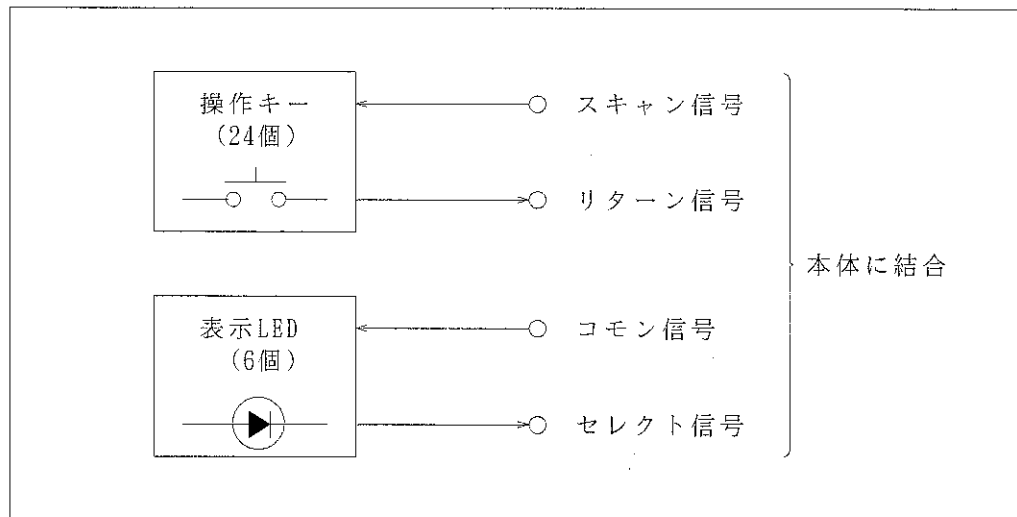 操作キー
(24個)
スキャン信号
リターン信号
本体に結合
表示LED
(6個)
コモン信号
セレクト信号